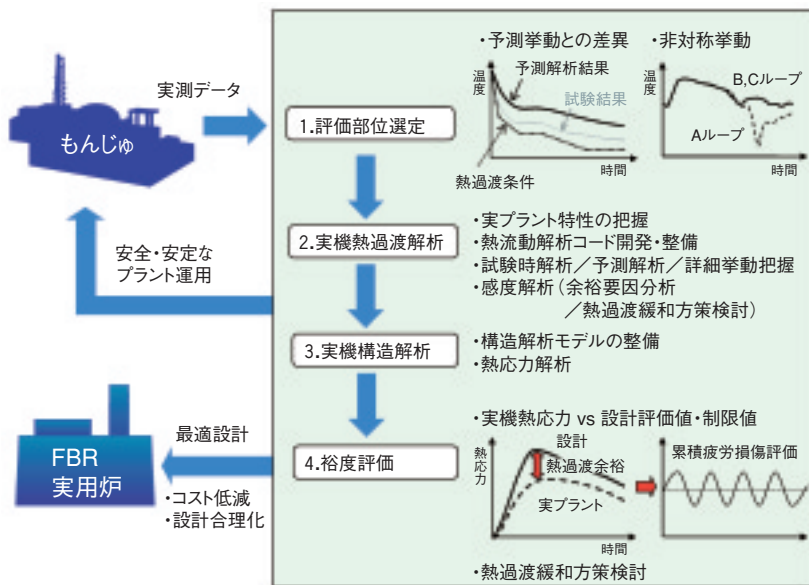 実測データ
もんじゅ
安全・安定な
プラント運用
最適設計
FBR
実用炉
・コスト低減
・設計合理化
1.評価部位選定
2.実機熱過渡解析
3.実機構造解析
4.裕度評価
・予測挙動との差異
温度
予測解析結果
試験結果
熱過渡条件
時間
・非対称挙動
温度
B,Cループ
Aループ
時間
・実プラント特性の把握
・熱流動解析コード開発・整備
・試験時解析／予測解析／詳細挙動把握
・感度解析（余裕要因分析
／熱過渡緩和方策検討）
・構造解析モデルの整備
・熱応力解析
・実機熱応力 vs 設計評価値・制限値
熱応力
設計
熱過渡余裕
実プラント
時間
累積疲労損傷評価
時間
・熱過渡緩和方策検討